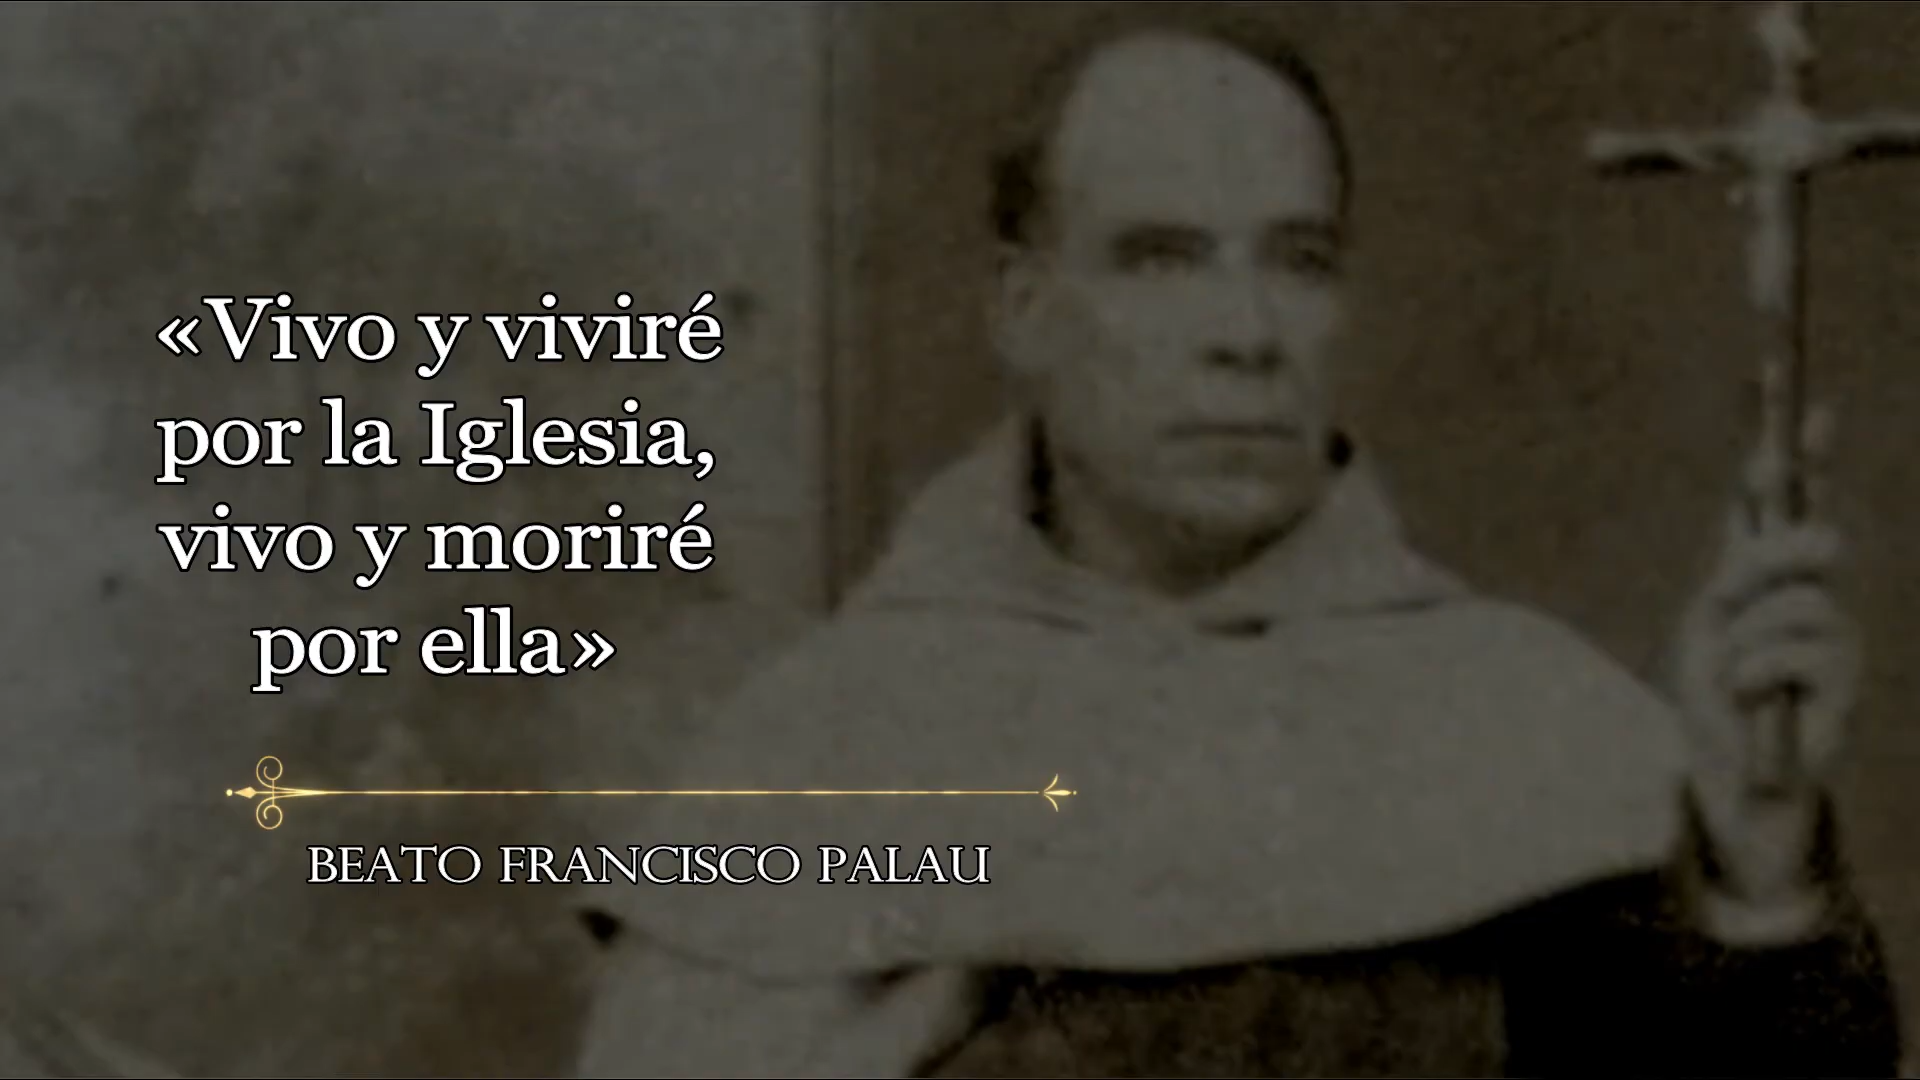 «Vivo y viviré
por la Iglesia,
vivo y moriré
por ella»
BEATO FRANCISCO PALAU